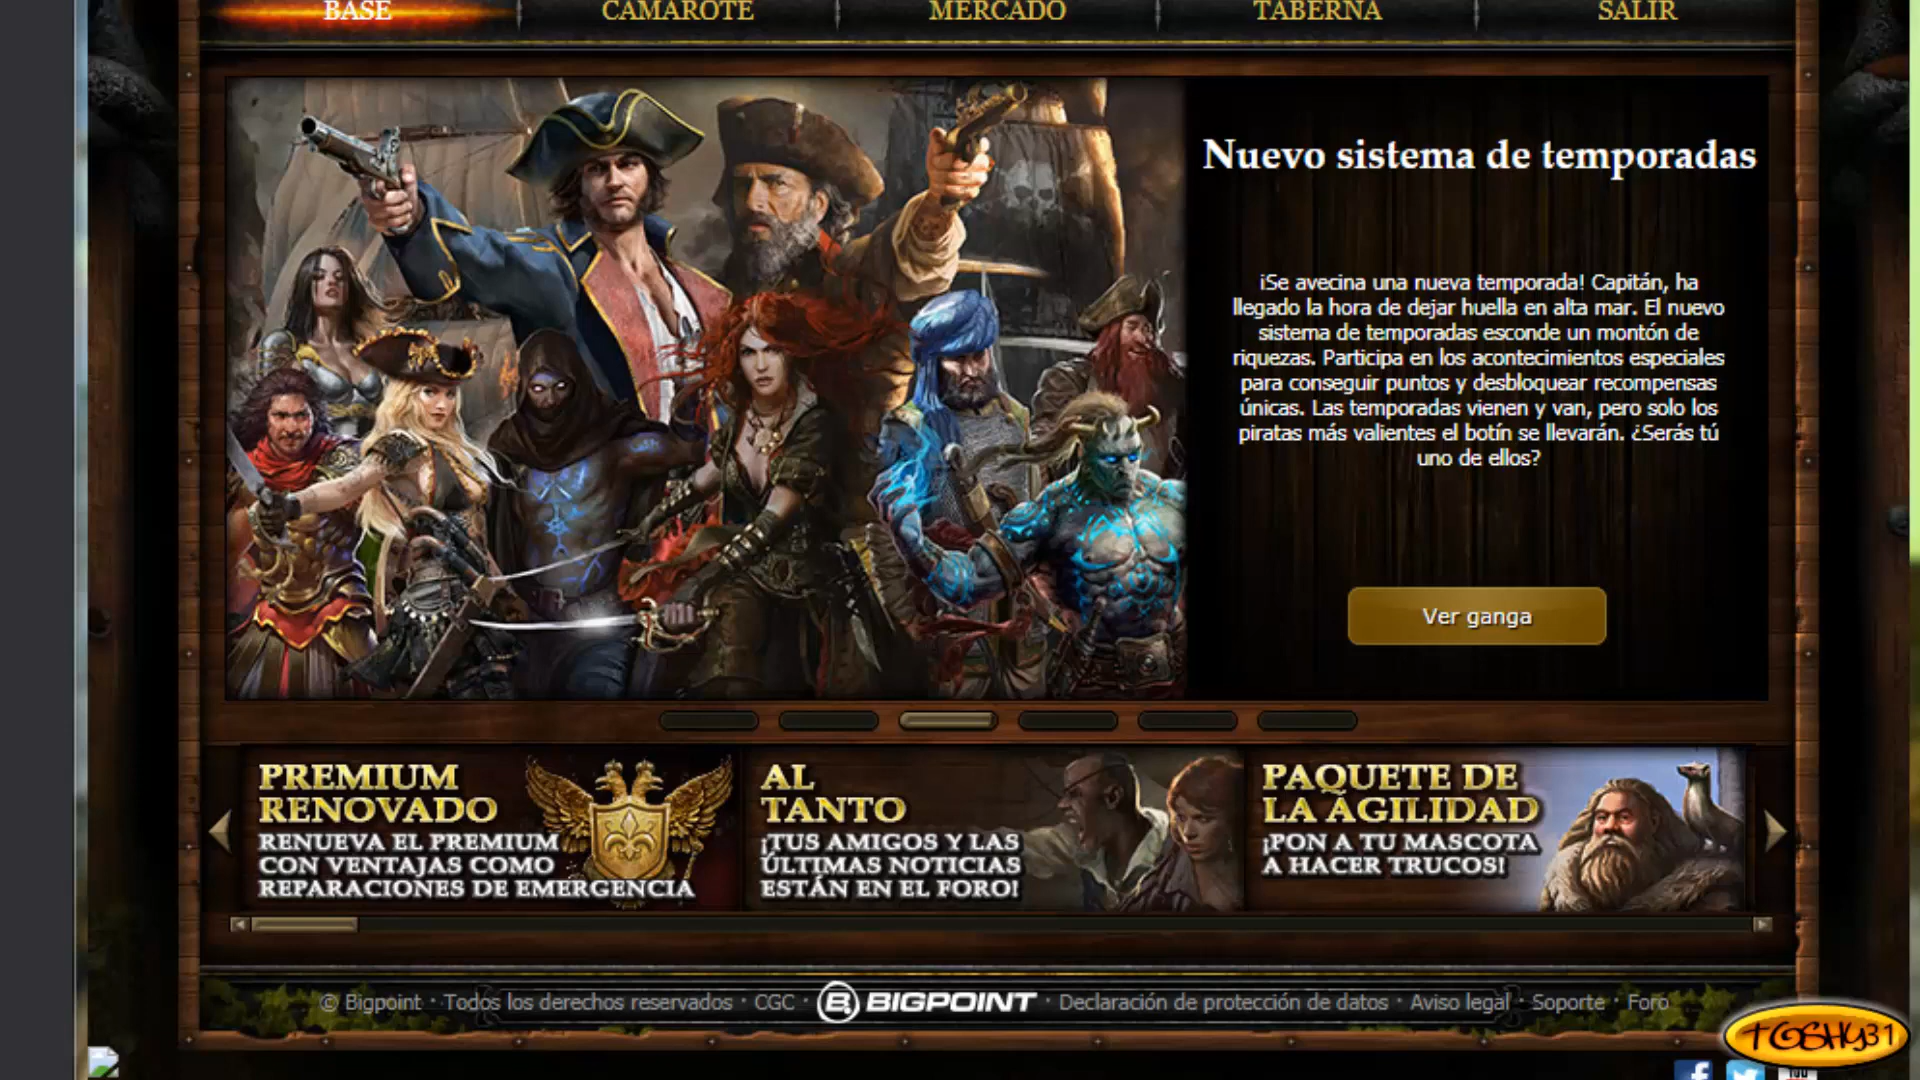 BASE
CAMAROTE
MERCADO
TABERNA
SALIR
Nuevo sistema de temporadas
¡Se avecina una nueva temporada! Capitán, ha
llegado la hora de dejar huella en alta mar. El nuevo
sistema de temporadas esconde un montón de
riquezas. Participa en los acontecimientos especiales
para conseguir puntos y desbloquear recompensas
únicas. Las temporadas vienen y van, pero solo los
piratas más valientes el botín se llevarán. ¿Serás tú
uno de ellos?
Ver ganga
PREMIUM
RENOVADO
RENUEVA EL PREMIUM
CON VENTAJAS COMO
REPARACIONES DE EMERGENCIA
AL
TANTO
¡TUS AMIGOS Y LAS
ÚLTIMAS NOTICIAS
ESTÁN EN EL FORO!
PAQUETE DE
LA AGILIDAD
¡PON A TU MASCOTA
A HACER TRUCOS!
© Bigpoint · Todos los derechos reservados · CGC · BIGPOINT · Declaración de protección de datos · Aviso legal · Soporte · Foro
TOSHY31
You